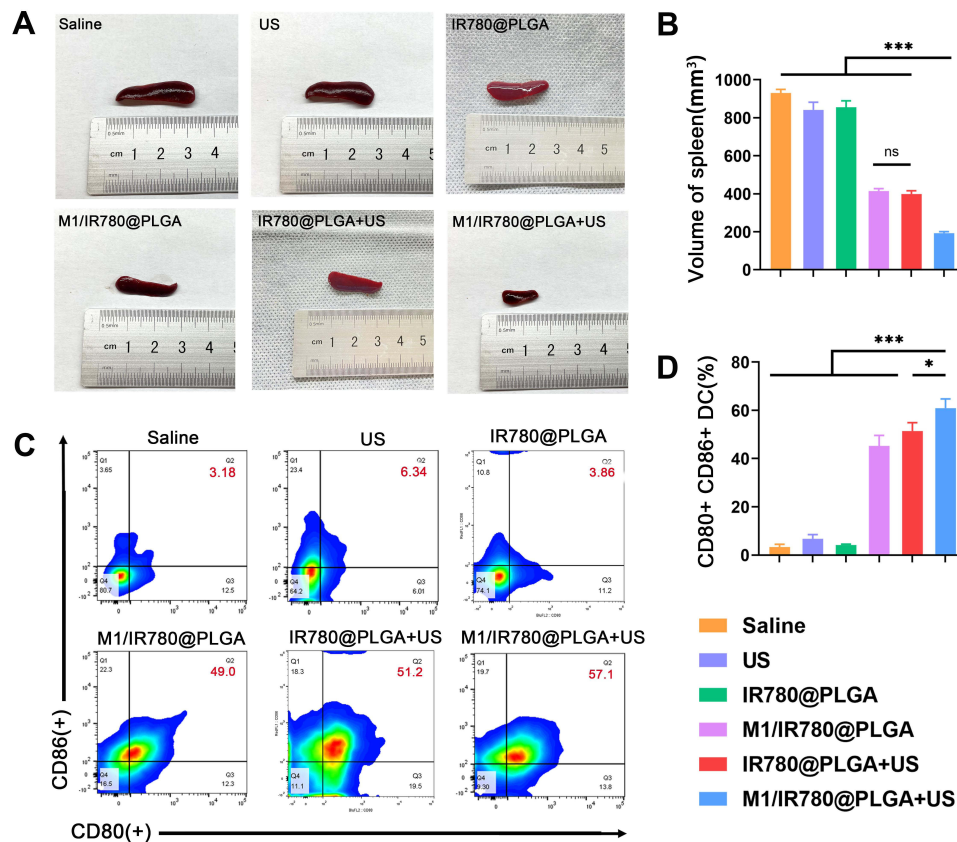 A
Saline
US
IR780@PLGA
0.5mm
cm 1 2 3 4
0.5mm
cm 1 2 3 4 5
cm 1 2 3 4 5
M1/IR780@PLGA
IR780@PLGA+US
M1/IR780@PLGA+US
0.5mm
cm 1 2 3 4 5
cm 1 2 3 4 5
0.5mm
cm 1 2 3 4 5
B
***
ns
Volume of spleen(mm³)
1000
800
600
400
200
0
C
CD86(+)
CD80(+)
Saline
Q1
3.65
Q2
3.18
Q4
80.7
Q3
12.5
US
Q1
23.4
Q2
6.34
Q4
64.2
Q3
6.01
IR780@PLGA
Q1
10.8
Q2
3.86
Q4
74.1
Q3
11.2
M1/IR780@PLGA
Q1
22.3
Q2
49.0
Q4
16.5
Q3
12.3
IR780@PLGA+US
Q1
18.3
Q2
51.2
Q4
11.1
Q3
19.5
M1/IR780@PLGA+US
Q1
19.7
Q2
57.1
Q4
9.30
Q3
13.8
D
***
*
CD80+ CD86+ DC(%)
80
60
40
20
0
Saline
US
IR780@PLGA
M1/IR780@PLGA
IR780@PLGA+US
M1/IR780@PLGA+US